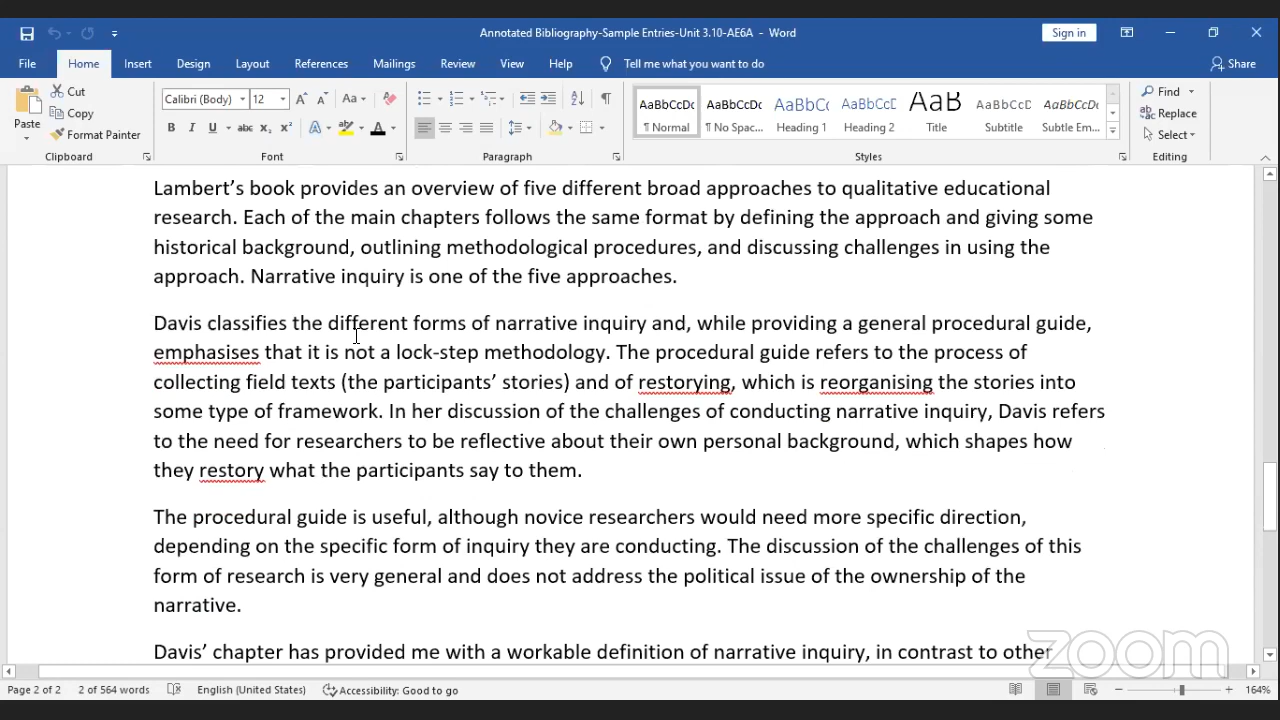 Annotated Bibliography-Sample Entries-Unit 3.10-AE6A - Word
Sign in
File Home Insert Design Layout References Mailings Review View Help Tell me what you want to do Share
Paste
Cut
Copy
Format Painter
Calibri (Body) 12
AaBbCcDc AaBbCcDc AaBbCc AaBbCcC AaB AaBbCcC AaBbCcDc
¶ Normal ¶ No Spac... Heading 1 Heading 2 Title Subtitle Subtle Em...
Find
Replace
Select
Clipboard Font Paragraph Styles Editing
Lambert’s book provides an overview of five different broad approaches to qualitative educational
research. Each of the main chapters follows the same format by defining the approach and giving some
historical background, outlining methodological procedures, and discussing challenges in using the
approach. Narrative inquiry is one of the five approaches.
Davis classifies the different forms of narrative inquiry and, while providing a general procedural guide,
emphasises that it is not a lock-step methodology. The procedural guide refers to the process of
collecting field texts (the participants’ stories) and of restorying, which is reorganising the stories into
some type of framework. In her discussion of the challenges of conducting narrative inquiry, Davis refers
to the need for researchers to be reflective about their own personal background, which shapes how
they restory what the participants say to them.
The procedural guide is useful, although novice researchers would need more specific direction,
depending on the specific form of inquiry they are conducting. The discussion of the challenges of this
form of research is very general and does not address the political issue of the ownership of the
narrative.
Davis’ chapter has provided me with a workable definition of narrative inquiry, in contrast to other
zoom
Page 2 of 2 2 of 564 words English (United States) Accessibility: Good to go 164%